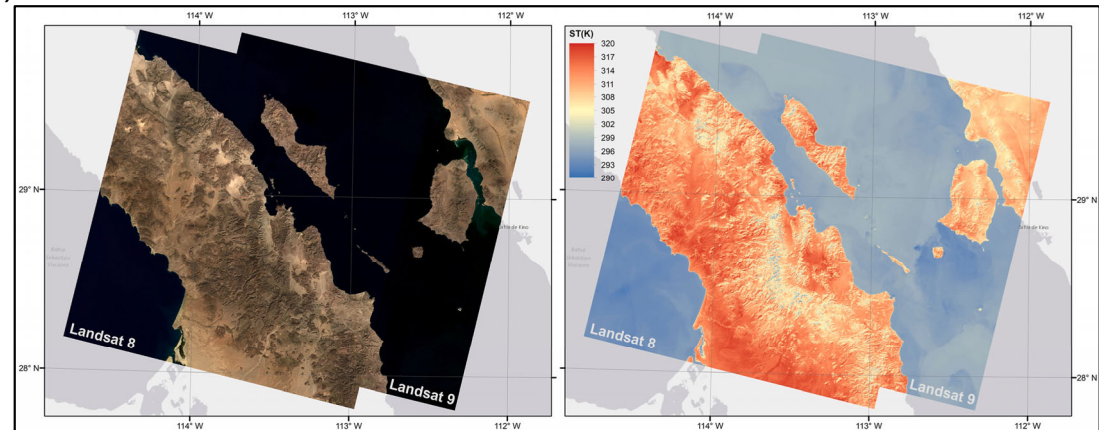 )
114° W 113° W 112° W
29° N
28° N
Landsat 8
Landsat 9
114° W 113° W 112° W
114° W 113° W 112° W
ST(K)
320
317
314
311
308
305
302
299
296
293
290
29° N
28° N
Landsat 8
Landsat 9
114° W 113° W 112° W